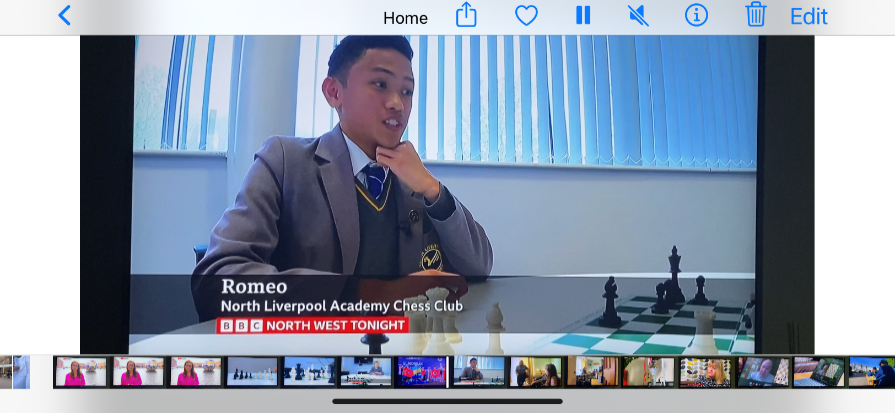 Home
Edit
Romeo
North Liverpool Academy Chess Club
BBC NORTH WEST TONIGHT